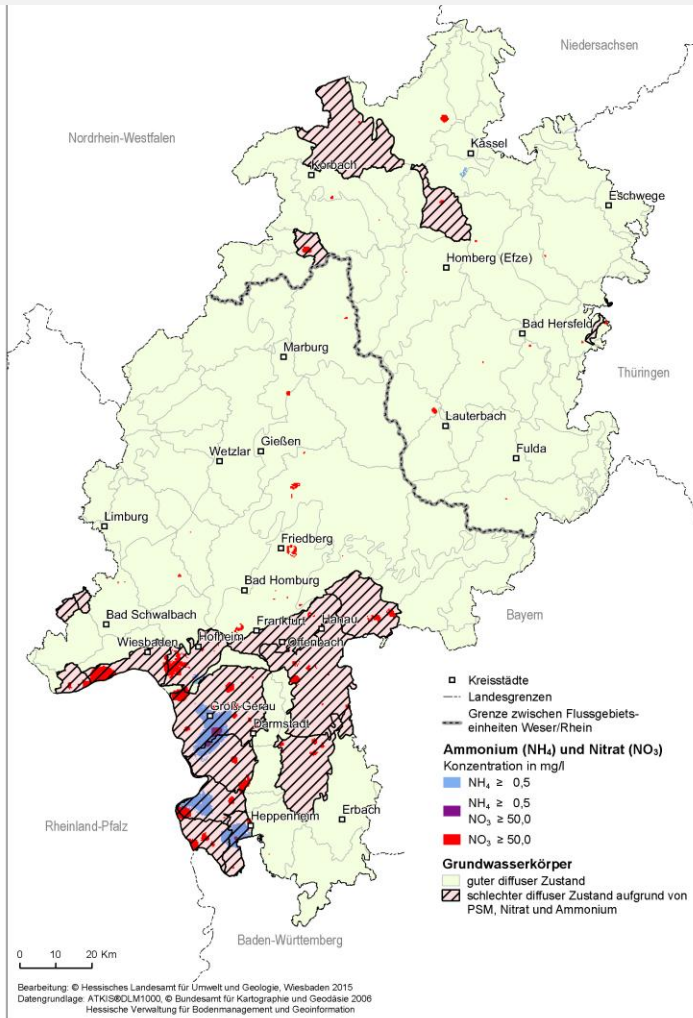 Niedersachsen
Nordrhein-Westfalen
Kassel
Korbach
Eschwege
Homberg (Efze)
Bad Hersfeld
Marburg
Thüringen
Lauterbach
Gießen
Wetzlar
Fulda
Limburg
Friedberg
Bad Homburg
Bayern
Bad Schwalbach
Frankfurt
Hanau
Hofheim
Offenbach
Wiesbaden
Groß-Gerau
Darmstadt
Heppenheim
Erbach
Rheinland-Pfalz
Baden-Württemberg
Kreisstädte
Landesgrenzen
Grenze zwischen Flussgebiets-
einheiten Weser/Rhein
Ammonium (NH₄) und Nitrat (NO₃)
Konzentration in mg/l
NH₄ ≥ 0,5
NH₄ ≥ 0,5
NO₃ ≥ 50,0
NO₃ ≥ 50,0
Grundwasserkörper
guter diffuser Zustand
schlechter diffuser Zustand aufgrund von
PSM, Nitrat und Ammonium
0 10 20 Km
Bearbeitung: © Hessisches Landesamt für Umwelt und Geologie, Wiesbaden 2015
Datengrundlage: ATKIS®DLM1000, © Bundesamt für Kartographie und Geodäsie 2006
Hessische Verwaltung für Bodenmanagement und Geoinformation